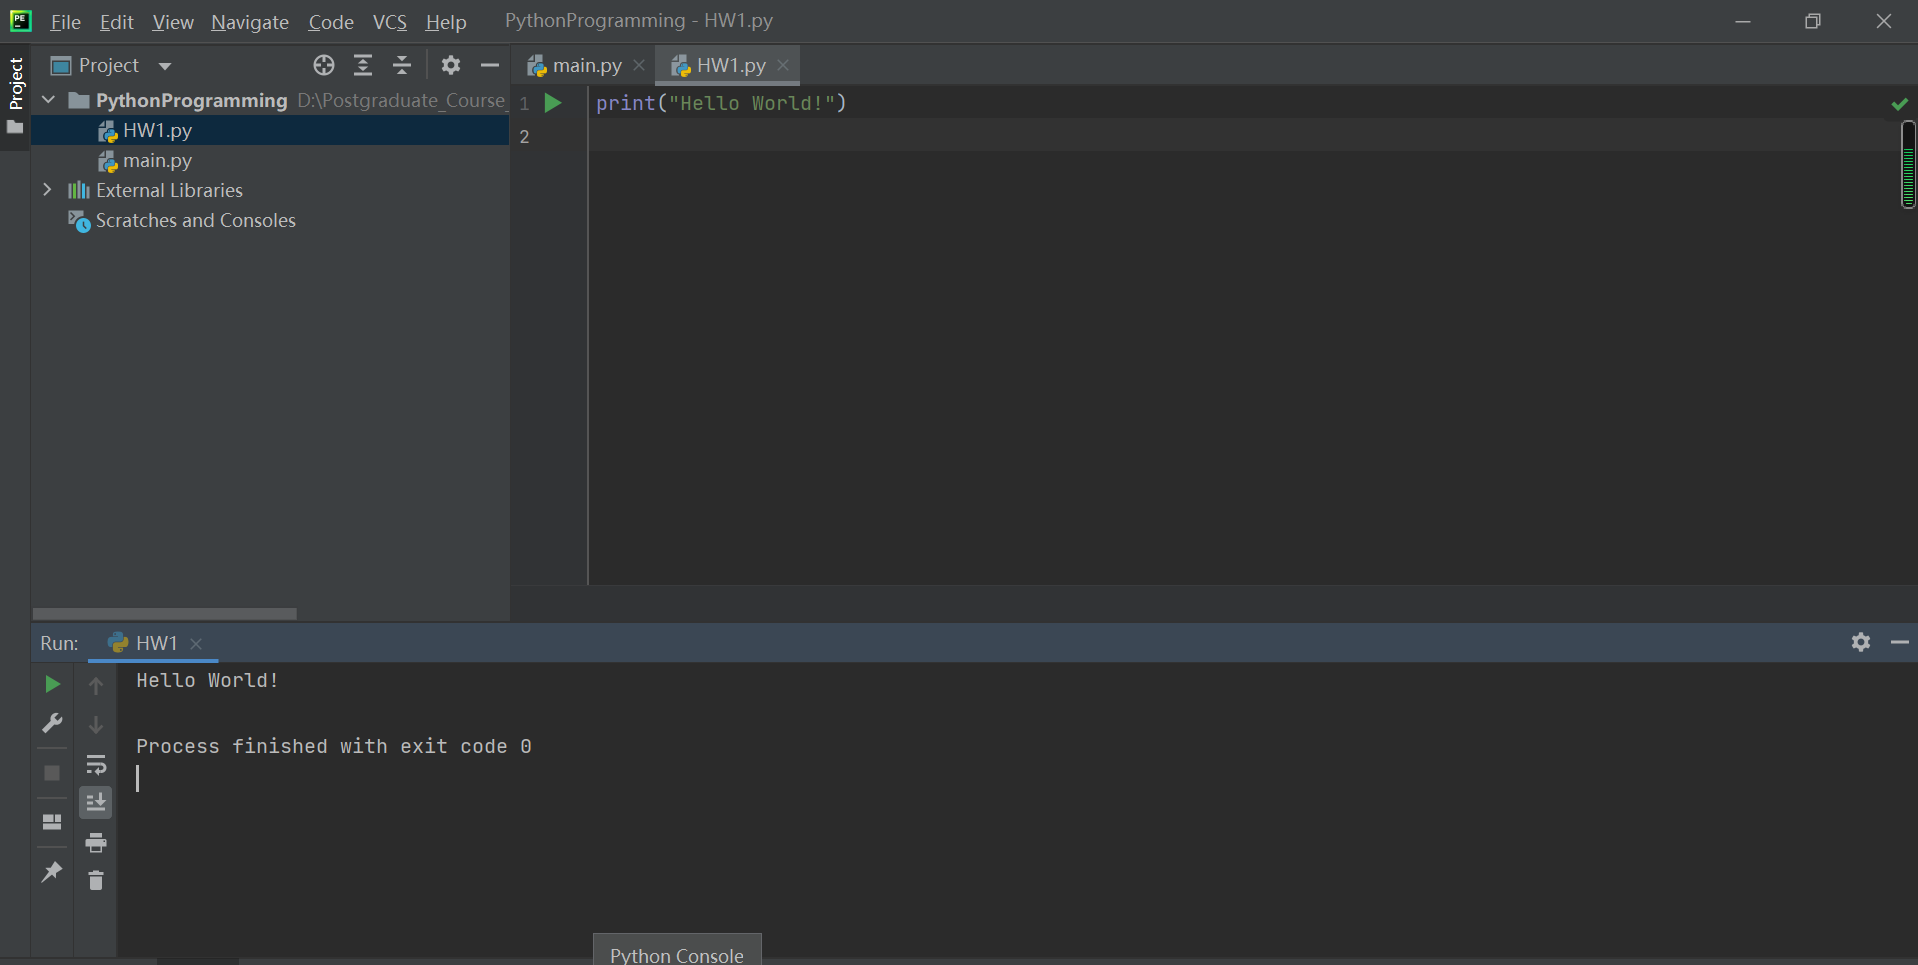 PE
File Edit View Navigate Code VCS Help PythonProgramming - HW1.py
Project
Project
PythonProgramming D:\Postgraduate_Course_
HW1.py
main.py
External Libraries
Scratches and Consoles
main.py HW1.py
1 print("Hello World!")
2
Run: HW1
Hello World!
Process finished with exit code 0
Python Console